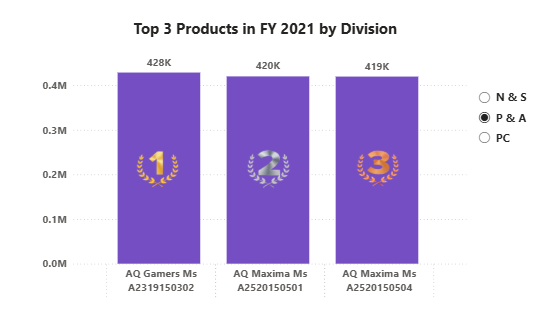 Top 3 Products in FY 2021 by Division
428K
420K
419K
0.4M
0.3M
0.2M
0.1M
0.0M
1
2
3
AQ Gamers Ms
A2319150302
AQ Maxima Ms
A2520150501
AQ Maxima Ms
A2520150504
N & S
P & A
PC